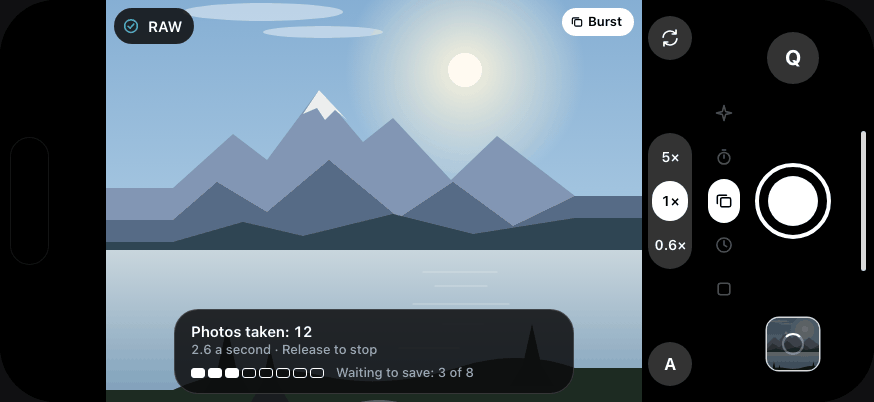 RAW
Burst
Q
5×
1×
0.6×
Photos taken: 12
2.6 a second · Release to stop
Waiting to save: 3 of 8
A